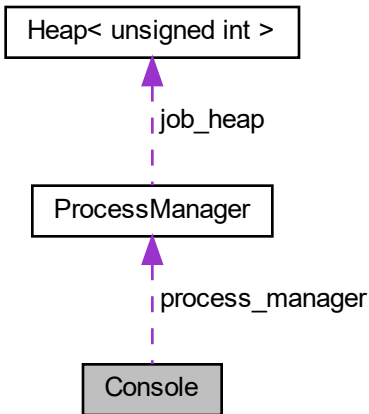 Heap< unsigned int >
job_heap
ProcessManager
process_manager
Console